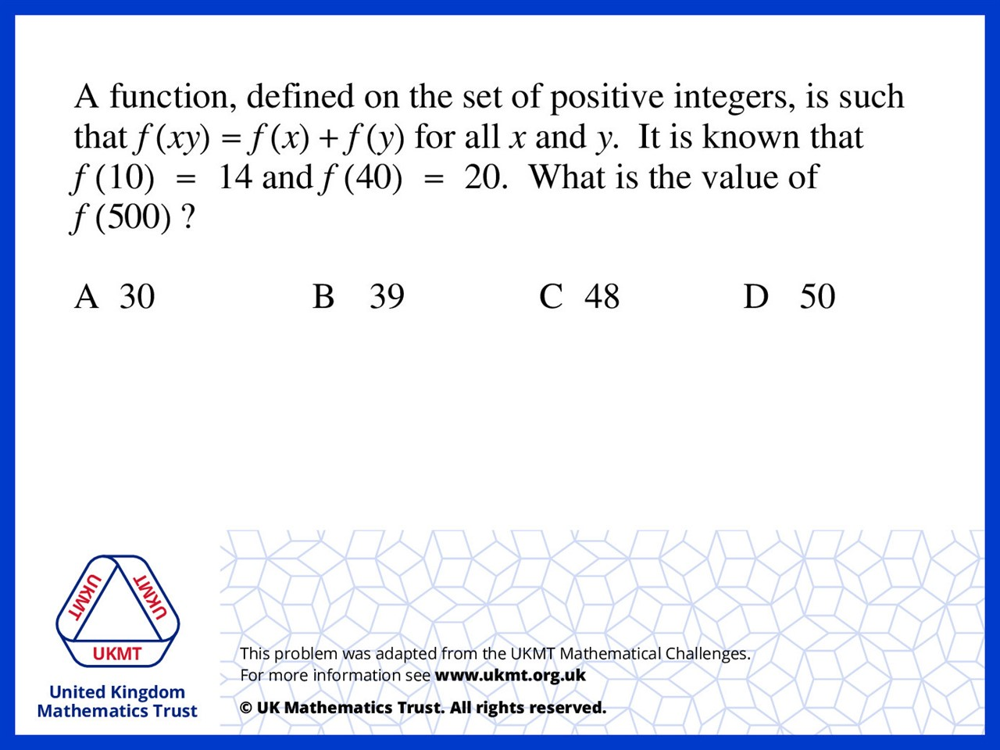 A function, defined on the set of positive integers, is such
that f (xy) = f (x) + f (y) for all x and y. It is known that
f (10) = 14 and f (40) = 20. What is the value of
f (500) ?
A 30 B 39 C 48 D 50
UKMT UKMT
UKMT
United Kingdom
Mathematics Trust
This problem was adapted from the UKMT Mathematical Challenges.
For more information see www.ukmt.org.uk
© UK Mathematics Trust. All rights reserved.